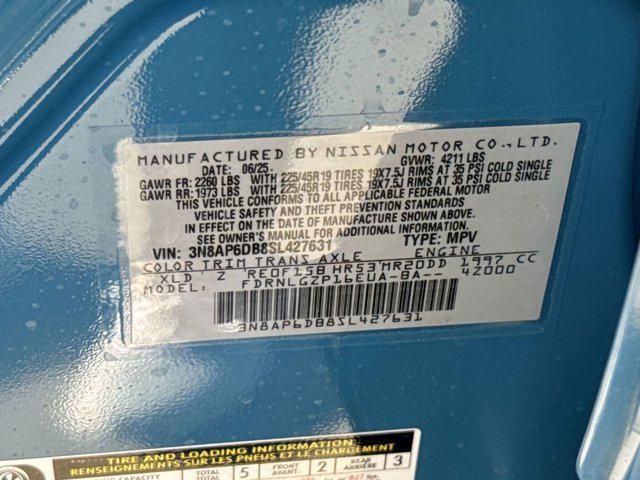 MANUFACTURED BY NISSAN MOTOR CO., LTD.
DATE: 06/25 GVWR: 4211 LBS
GAWR FR: 2260 LBS WITH 225/45R19 TIRES 19X7.5J RIMS AT 35 PSI COLD SINGLE
GAWR RR: 1973 LBS WITH 225/45R19 TIRES 19X7.5J RIMS AT 35 PSI COLD SINGLE
THIS VEHICLE CONFORMS TO ALL APPLICABLE FEDERAL MOTOR
VEHICLE SAFETY AND THEFT PREVENTION STANDARDS
IN EFFECT ON THE DATE OF MANUFACTURE SHOWN ABOVE.
SEE OWNER'S MANUAL FOR ADDITIONAL INFORMATION.
VIN: 3N8AP6DB8SL427631 TYPE: MPV
COLOR TRIM TRANS AXLE ENGINE
XLD Z RE0F15B HR53 MR20DD 1997 CC
MODEL: FDRNLGZP16EUA-8A-- 4Z000
3N8AP6DB8SL427631
TIRE AND LOADING INFORMATION
RENSEIGNEMENTS SUR LES PNEUS ET LE CHARGEMENT
CAPACITY TOTAL 5 FRONT AVANT 2 REAR ARRIÈRE 3